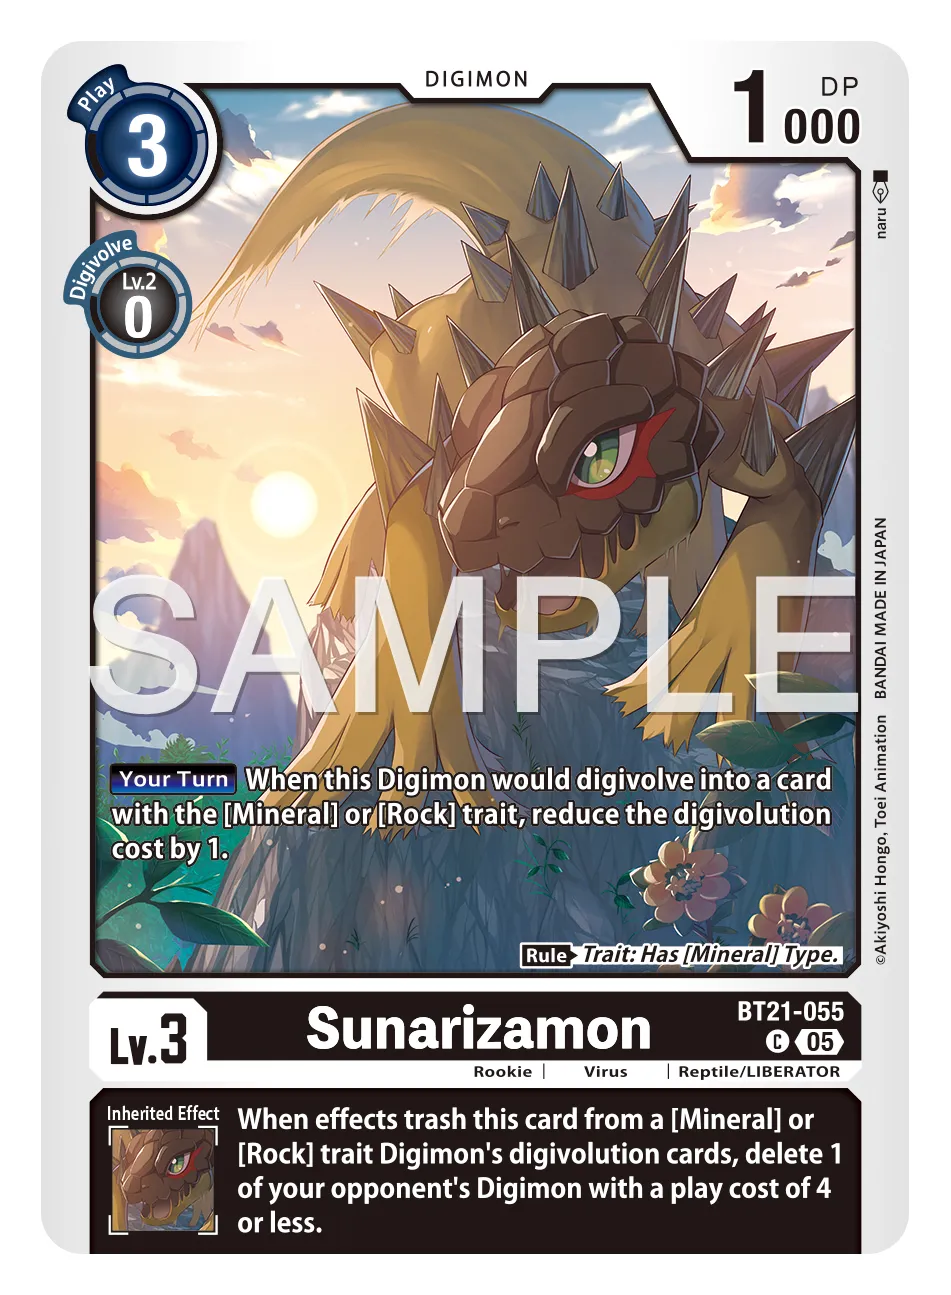 DIGIMON
Play
3
1000
DP
naru
Digivolve
Lv.2
0
SAMPLE
Your Turn When this Digimon would digivolve into a card
with the [Mineral] or [Rock] trait, reduce the digivolution
cost by 1.
Rule Trait: Has [Mineral] Type.
©Akiyoshi Hongo, Toei Animation BANDAI MADE IN JAPAN
Lv.3
Sunarizamon
BT21-055
C 05
Rookie | Virus | Reptile/LIBERATOR
Inherited Effect
When effects trash this card from a [Mineral] or
[Rock] trait Digimon's digivolution cards, delete 1
of your opponent's Digimon with a play cost of 4
or less.